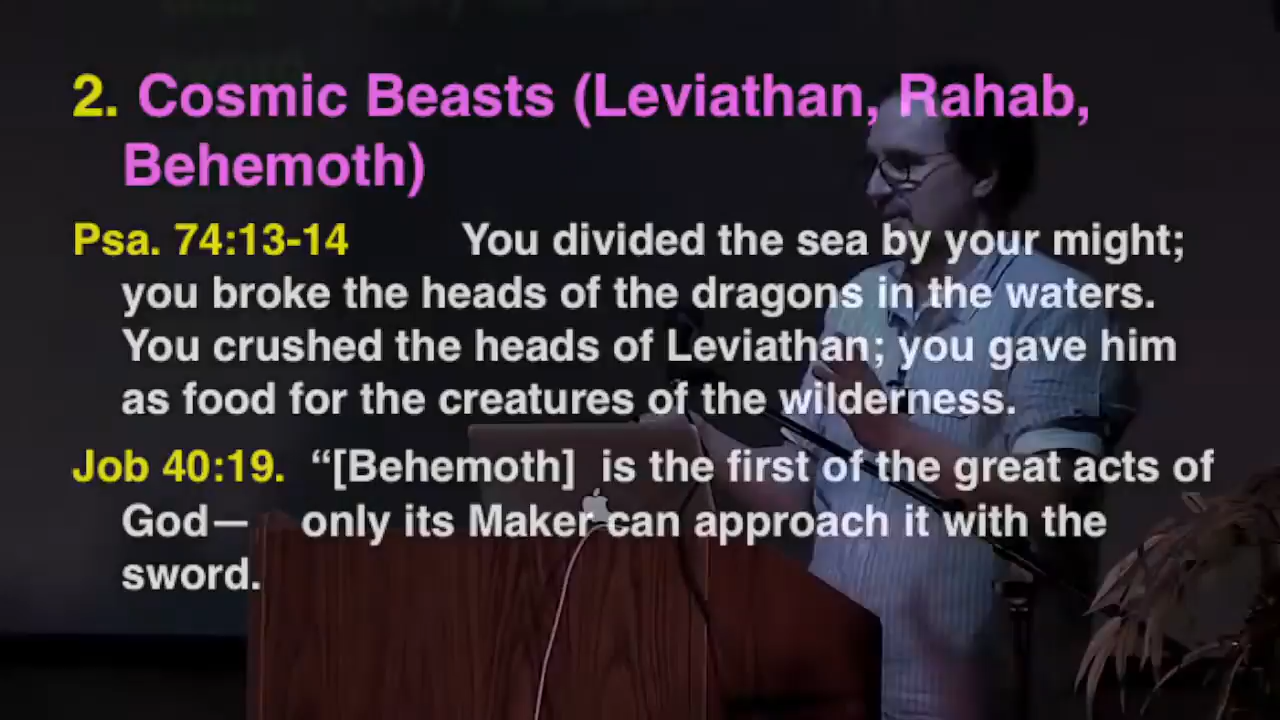 2. Cosmic Beasts (Leviathan, Rahab,
Behemoth)
Psa. 74:13-14 You divided the sea by your might;
you broke the heads of the dragons in the waters.
You crushed the heads of Leviathan; you gave him
as food for the creatures of the wilderness.
Job 40:19. “[Behemoth] is the first of the great acts of
God— only its Maker can approach it with the
sword.